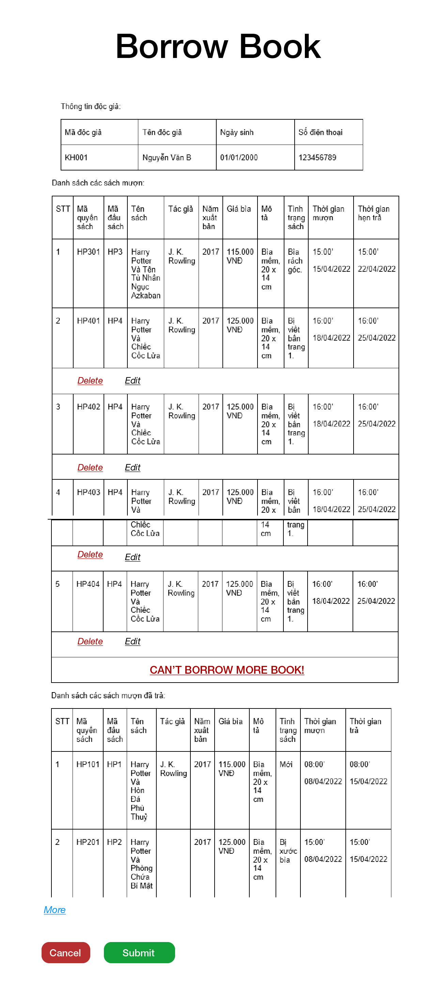 Borrow Book
Thông tin độc giả:
Mã độc giả Tên độc giả Ngày sinh Số điện thoại
KH001 Nguyễn Văn B 01/01/2000 123456789
Danh sách các sách mượn:
STT Mã quyển sách Mã đầu sách Tên sách Tác giả Năm xuất bản Giá bìa Mô tả Tình trạng sách Thời gian mượn Thời gian hẹn trả
1 HP301 HP3 Harry Potter Và Tên Tù Nhân Ngục Azkaban J. K. Rowling 2017 115.000 VNĐ Bìa mềm, 20 x 14 cm Bìa rách góc. 15:00’ 15/04/2022 15:00’ 22/04/2022
2 HP401 HP4 Harry Potter Và Chiếc Cốc Lửa J. K. Rowling 2017 125.000 VNĐ Bìa mềm, 20 x 14 cm Bị viết bẩn trang 1. 16:00’ 18/04/2022 16:00’ 25/04/2022
Delete Edit
3 HP402 HP4 Harry Potter Và Chiếc Cốc Lửa J. K. Rowling 2017 125.000 VNĐ Bìa mềm, 20 x 14 cm Bị viết bẩn trang 1. 16:00’ 18/04/2022 16:00’ 25/04/2022
Delete Edit
4 HP403 HP4 Harry Potter Và Chiếc Cốc Lửa J. K. Rowling 2017 125.000 VNĐ Bìa mềm, 20 x 14 cm Bị viết bẩn trang 1. 16:00’ 18/04/2022 16:00’ 25/04/2022
Delete Edit
5 HP404 HP4 Harry Potter Và Chiếc Cốc Lửa J. K. Rowling 2017 125.000 VNĐ Bìa mềm, 20 x 14 cm Bị viết bẩn trang 1. 16:00’ 18/04/2022 16:00’ 25/04/2022
Delete Edit
CAN’T BORROW MORE BOOK!
Danh sách các sách mượn đã trả:
STT Mã quyển sách Mã đầu sách Tên sách Tác giả Năm xuất bản Giá bìa Mô tả Tình trạng sách Thời gian mượn Thời gian trả
1 HP101 HP1 Harry Potter Và Hòn Đá Phù Thuỷ J. K. Rowling 2017 115.000 VNĐ Bìa mềm, 20 x 14 cm Mới 08:00’ 08/04/2022 08:00’ 15/04/2022
2 HP201 HP2 Harry Potter Và Phòng Chứa Bí Mật 2017 125.000 VNĐ Bìa mềm, 20 x 14 cm Bị xước bìa 15:00’ 08/04/2022 15:00’ 15/04/2022
More
Cancel Submit